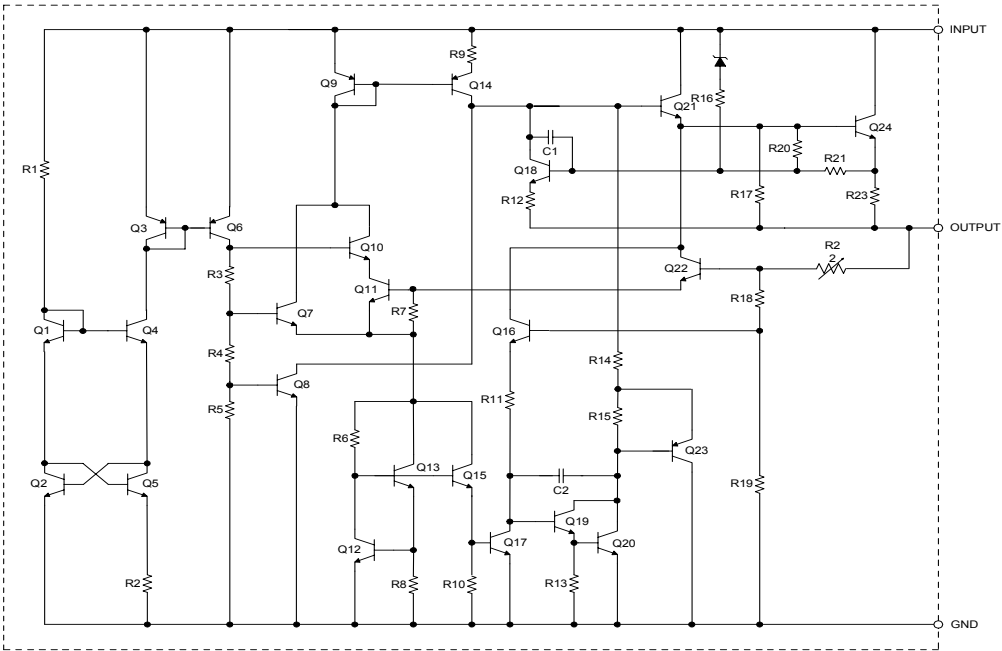 INPUT
R9
Q9
Q14
R16
Q21
Q24
C1
R20
R21
Q18
R1
R12
R17
R23
Q3
Q6
OUTPUT
Q10
R2
2
R3
Q22
Q11
R18
R7
Q7
Q1
Q4
Q16
R4
R14
Q8
R11
R5
R15
R6
Q23
Q13
Q15
Q2
Q5
R19
C2
Q19
Q12
Q17
Q20
R2
R8
R10
R13
GND